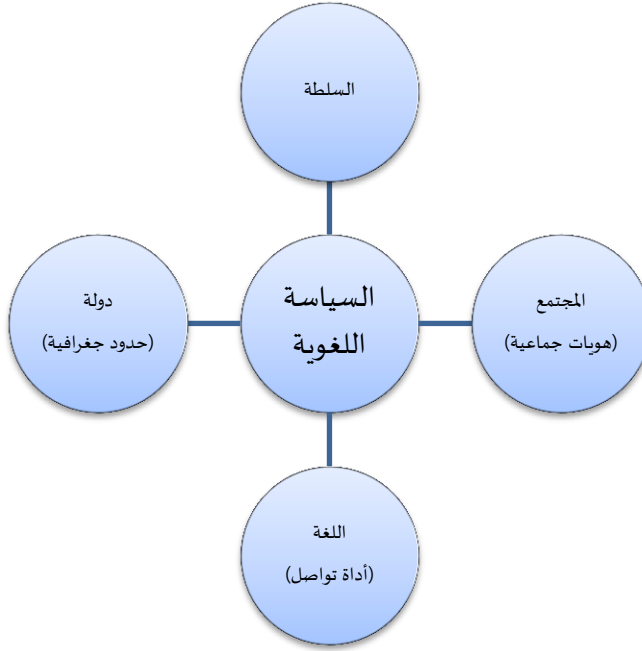 السلطة
السياسة
اللغوية
المجتمع
(هويات جماعية)
دولة
(حدود جغرافية)
اللغة
(أداة تواصل)